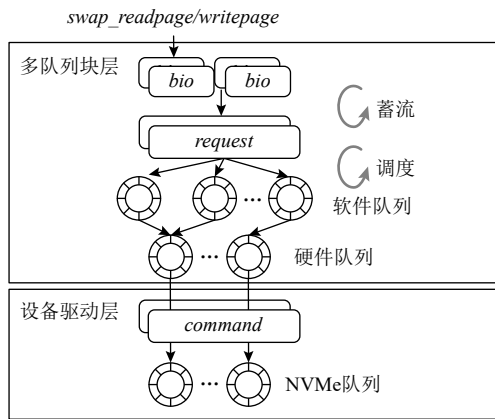 swap_readpage/writepage
多队列块层
bio
bio
蓄流
request
调度
...
软件队列
...
硬件队列
设备驱动层
command
...
NVMe队列